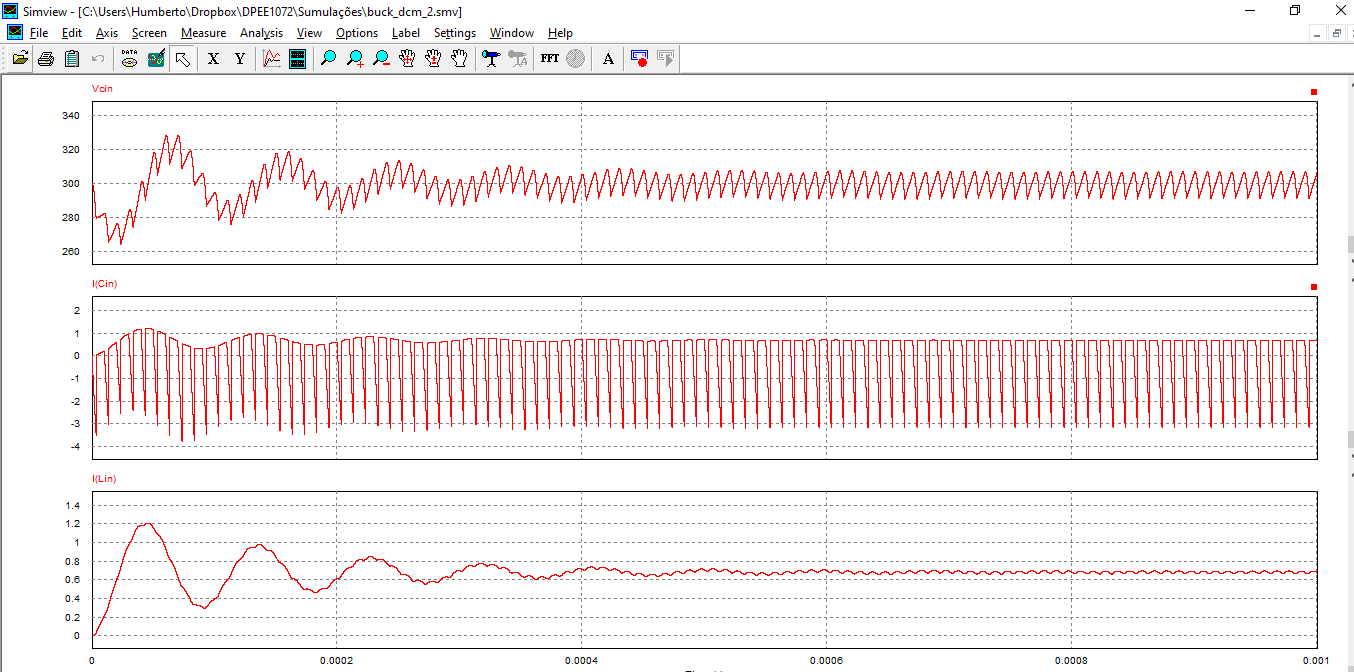 Simview - [C:\Users\Humberto\Dropbox\DPEE1072\Sumulações\buck_dcm_2.smv]
File Edit Axis Screen Measure Analysis View Options Label Settings Window Help
DATA X Y FFT A
Vcin
340
320
300
280
260
I(Cin)
2
1
0
-1
-2
-3
-4
I(Lin)
1.4
1.2
1
0.8
0.6
0.4
0.2
0
0 0.0002 0.0004 0.0006 0.0008 0.001